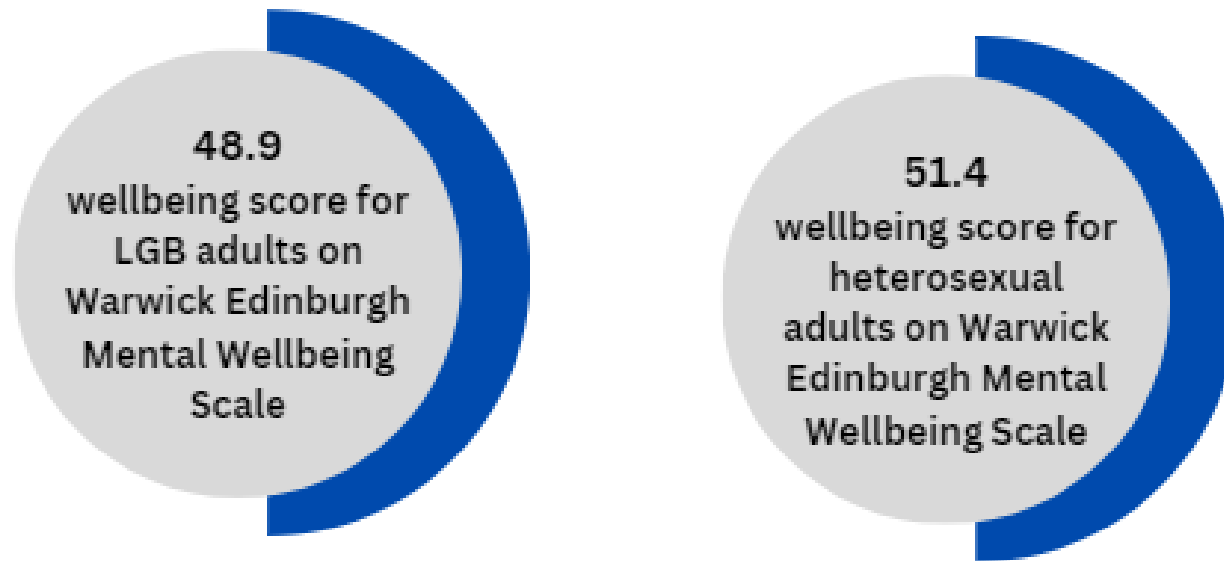 48.9
wellbeing score for
LGB adults on
Warwick Edinburgh
Mental Wellbeing
Scale
51.4
wellbeing score for
heterosexual
adults on Warwick
Edinburgh Mental
Wellbeing Scale